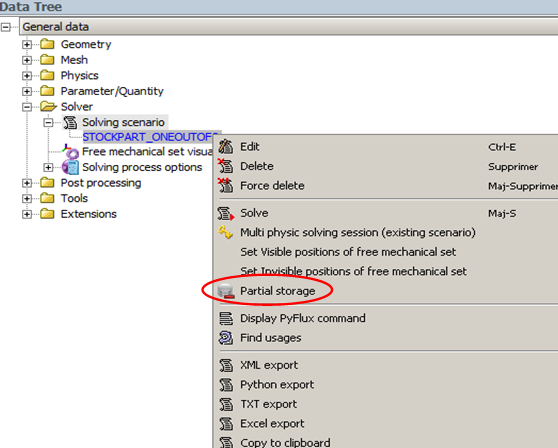 Data Tree
General data
Geometry
Mesh
Physics
Parameter/Quantity
Solver
Solving scenario
STOCKPART_ONEOUTOF
Free mechanical set visua
Solving process options
Post processing
Tools
Extensions
Edit Ctrl-E
Delete Supprimer
Force delete Maj-Supprimer
Solve Maj-S
Multi physic solving session (existing scenario)
Set Visible positions of free mechanical set
Set Invisible positions of free mechanical set
Partial storage
Display PyFlux command
Find usages
XML export
Python export
TXT export
Excel export
Copy to clipboard